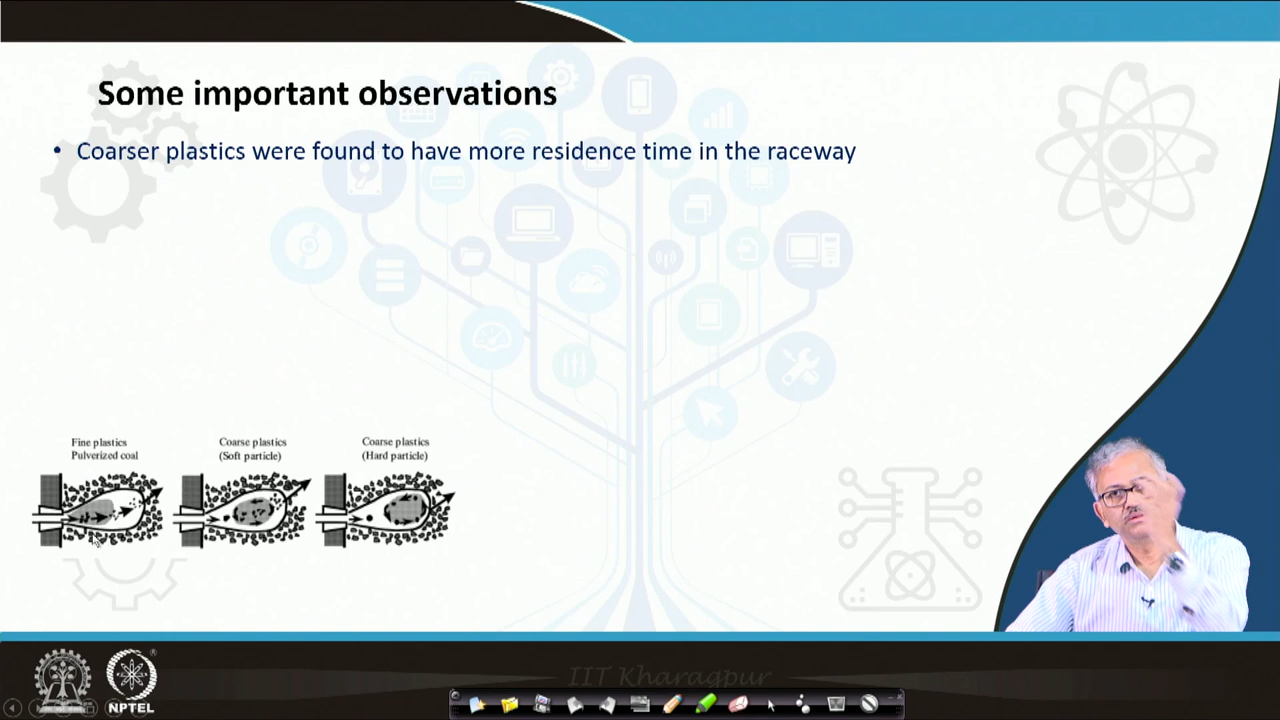 Some important observations
• Coarser plastics were found to have more residence time in the raceway
Fine plastics
Pulverized coal
Coarse plastics
(Soft particle)
Coarse plastics
(Hard particle)
IIT Kharagpur
NPTEL